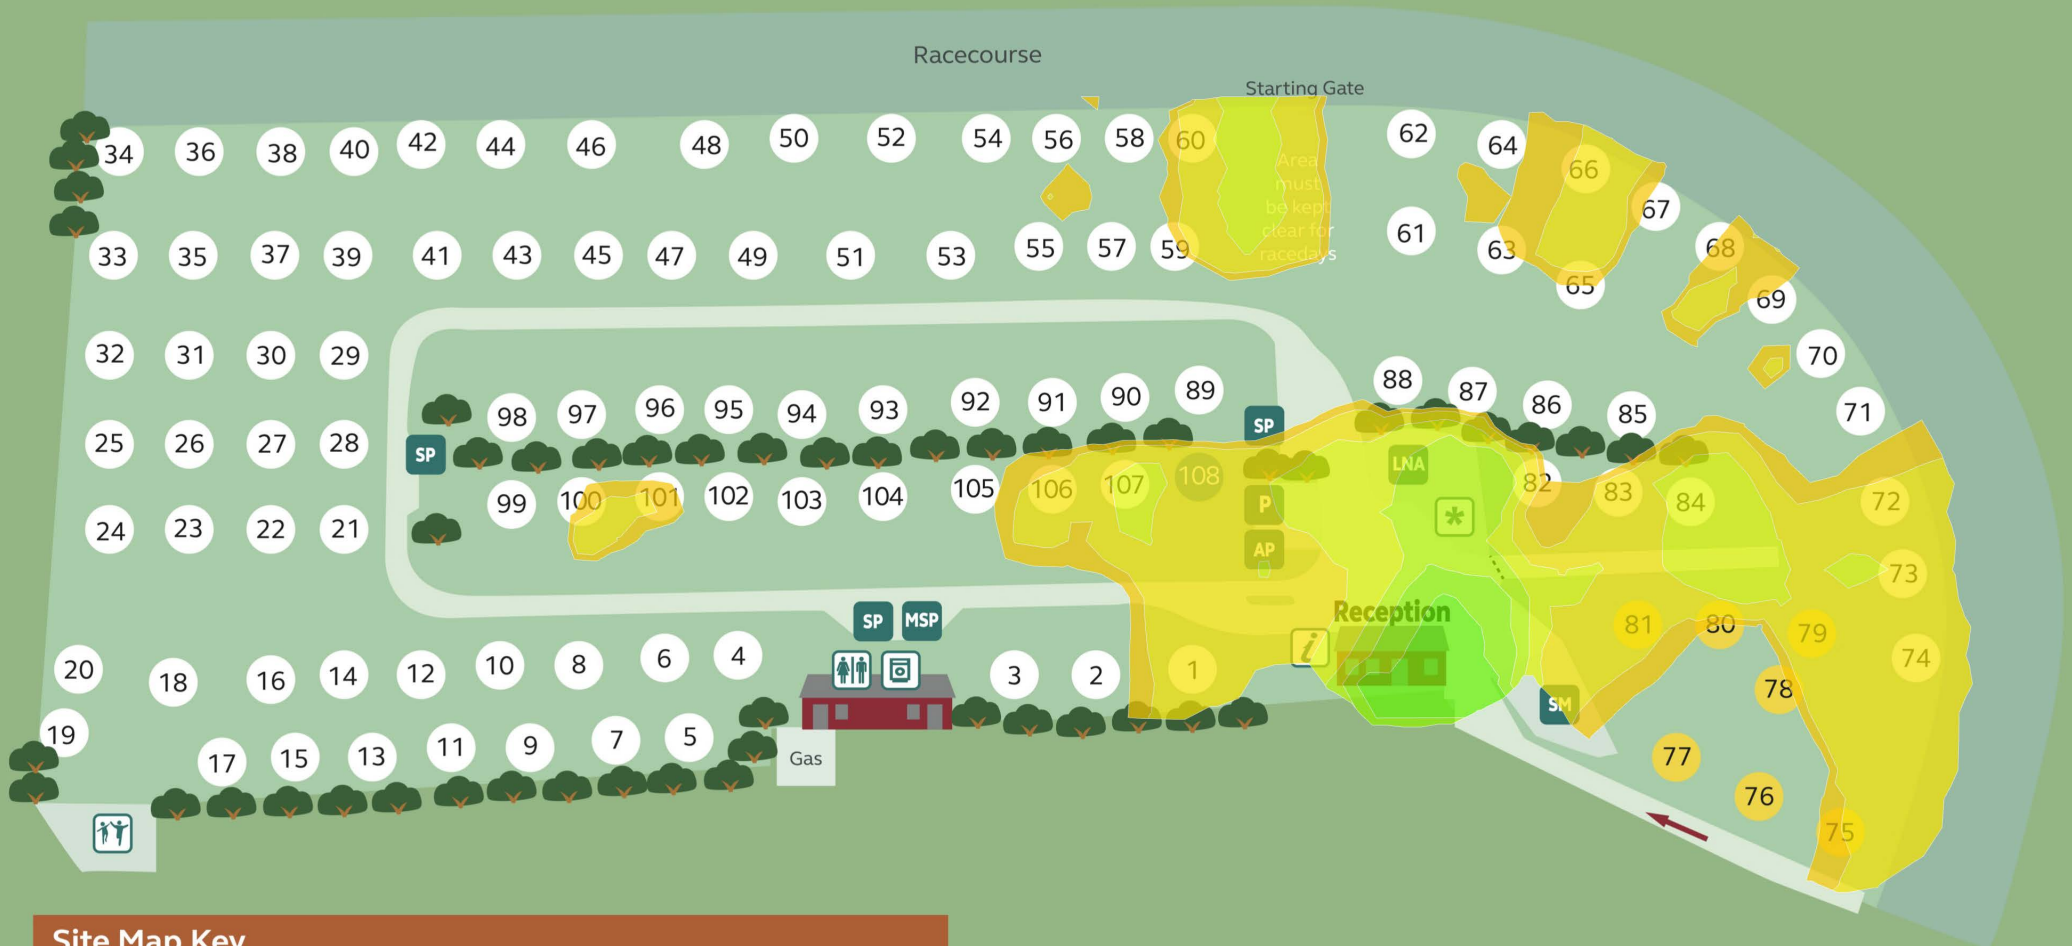 Racecourse
Starting Gate
34 36 38 40 42 44 46 48 50 52 54 56 58 60 62 64 66
Area
must
be kept
clear for
racedays
67
33 35 37 39 41 43 45 47 49 51 53 55 57 59 61 63 65 68 69
32 31 30 29
70
98 97 96 95 94 93 92 91 90 89 88 87 86 85 71
25 26 27 28
SP
SP
LNA
99 100 101 102 103 104 105 106 107 108 82 83 84 72
P
*
24 23 22 21
AP
73
SP MSP
Reception
81 80 79
i
20 18 16 14 12 10 8 6 4 3 2 1 74
78
SM
19 17 15 13 11 9 7 5
Gas
77
76
75
Site Map Key